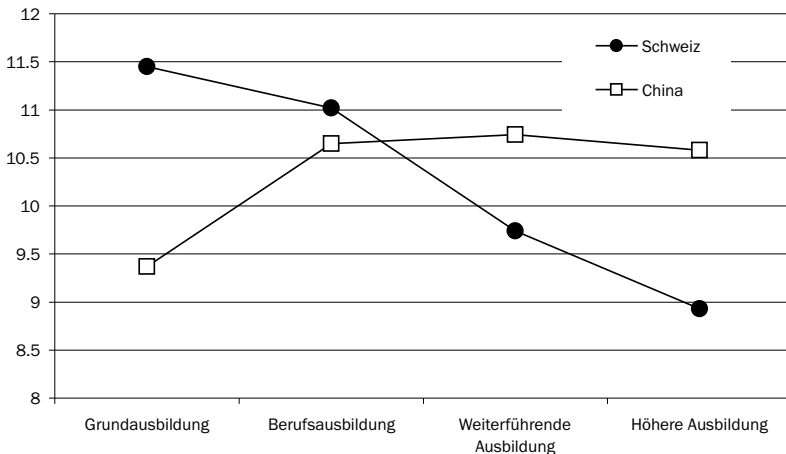 12
11.5
11
10.5
10
9.5
9
8.5
8
Schweiz
China
Grundausbildung
Berufsausbildung
Weiterführende
Ausbildung
Höhere Ausbildung